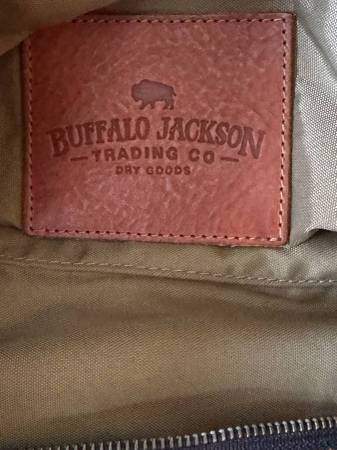 BUFFALO JACKSON
TRADING CO
DRY GOODS